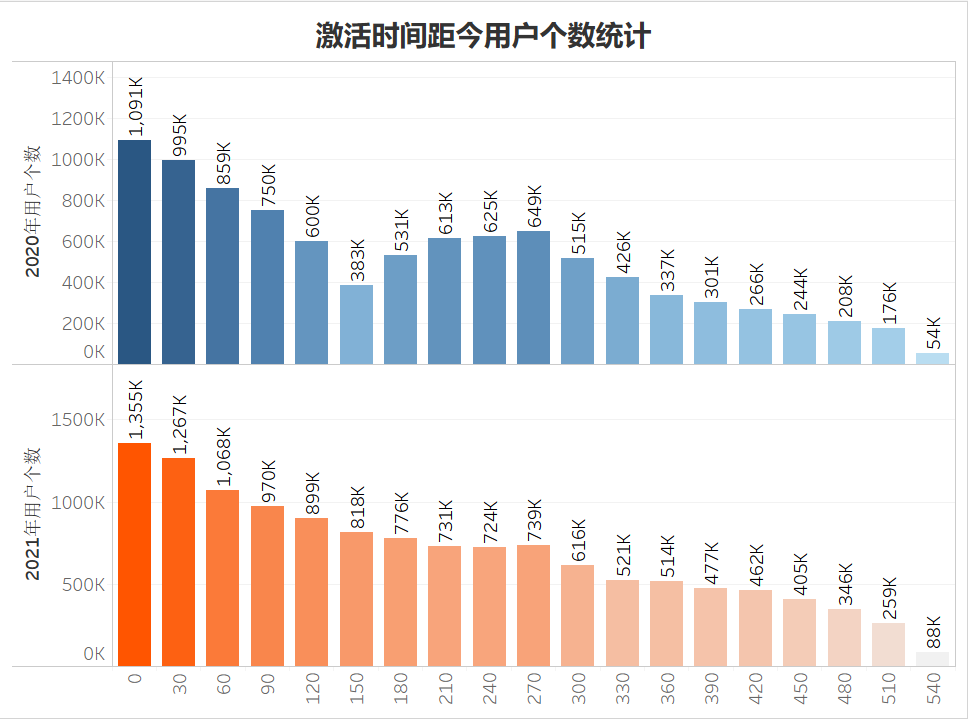 激活时间距今用户个数统计
2020年用户个数
1400K
1200K
1000K
800K
600K
400K
200K
0K
1,091K
995K
859K
750K
600K
383K
531K
613K
625K
649K
515K
426K
337K
301K
266K
244K
208K
176K
54K
2021年用户个数
1500K
1000K
500K
0K
1,355K
1,267K
1,068K
970K
899K
818K
776K
731K
724K
739K
616K
521K
514K
477K
462K
405K
346K
259K
88K
0
30
60
90
120
150
180
210
240
270
300
330
360
390
420
450
480
510
540